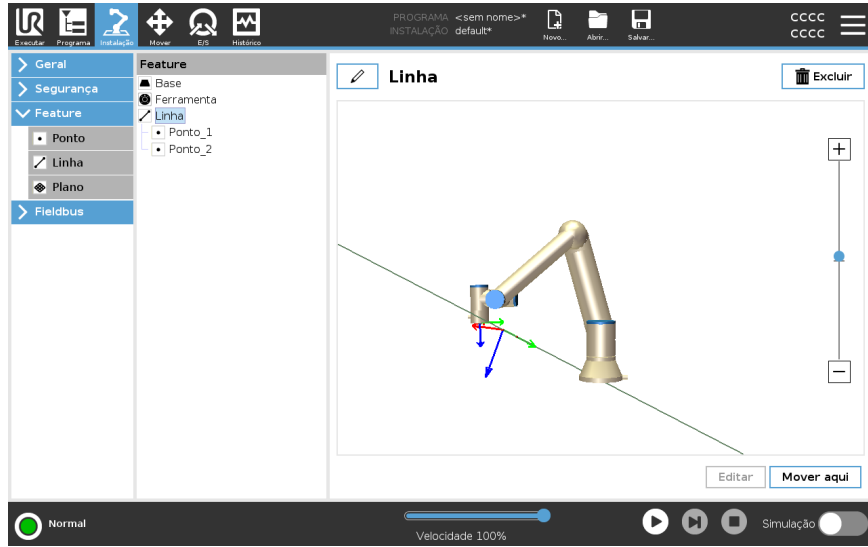 UR
PROGRAMA <sem nome>*
INSTALAÇÃO default*
CCCC
CCCC
Executar Programa Instalação Mover E/S Histórico Novo... Abrir... Salvar...
Geral
Segurança
Feature
Ponto
Linha
Plano
Fieldbus
Feature
Base
Ferramenta
Linha
Ponto_1
Ponto_2
Linha
Excluir
Editar
Mover aqui
Normal
Velocidade 100%
Simulação